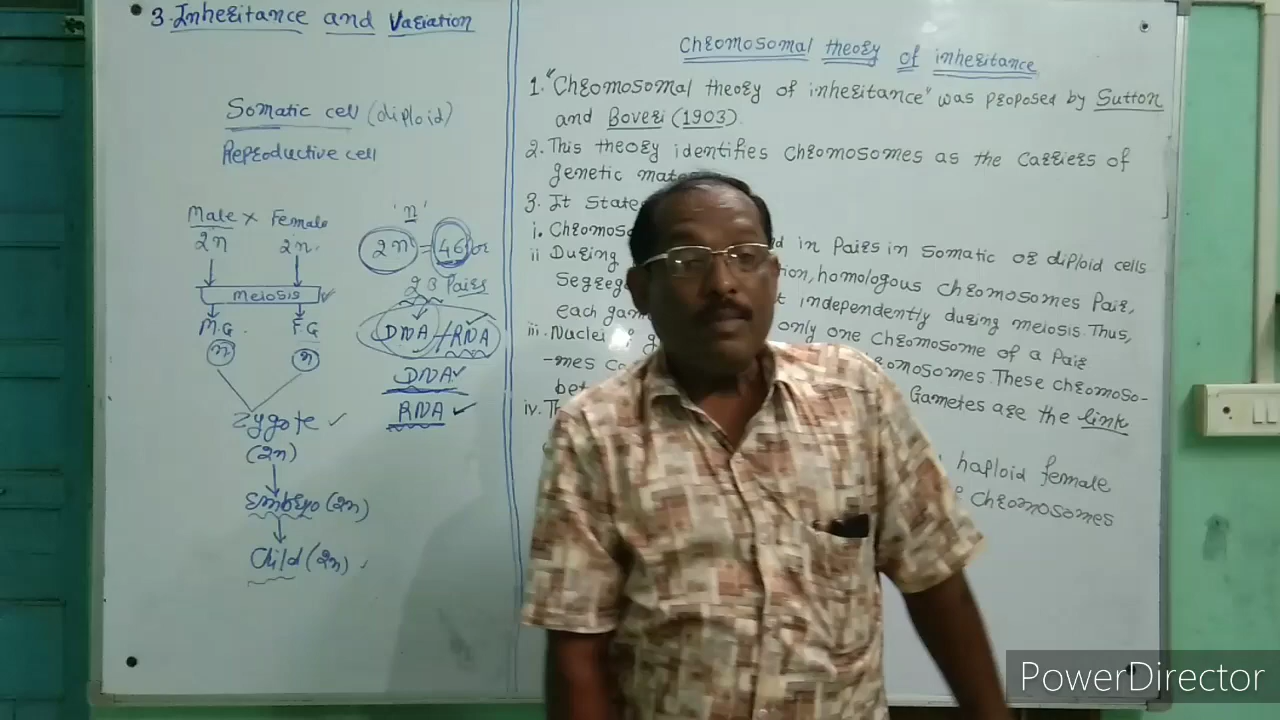 3. Inheritance and Variation
Somatic cell (diploid)
Reproductive cell
Male × Female
2n 2n.
meiosis
M.G. F.G
n n
Zygote
(2n)
Embryo (2n)
Child (2n)
'n'
2n = 46 or
23 Pairs
DNA / RNA
DNA
RNA
Chromosomal theory of inheritance
1. "Chromosomal theory of inheritance" was proposed by Sutton
and Boveri (1903).
2. This theory identifies chromosomes as the carriers of
genetic mate
3. It State
i. Chromoso in Pairs in Somatic or diploid cells
ii During homologous chromosomes Pair,
Segreg independently during meiosis. Thus,
each gam only one chromosome of a Pair
iii. Nuclei These chromoso-
-mes co Gametes are the link
bet
iv. Th
haploid female
chromosomes
PowerDirector